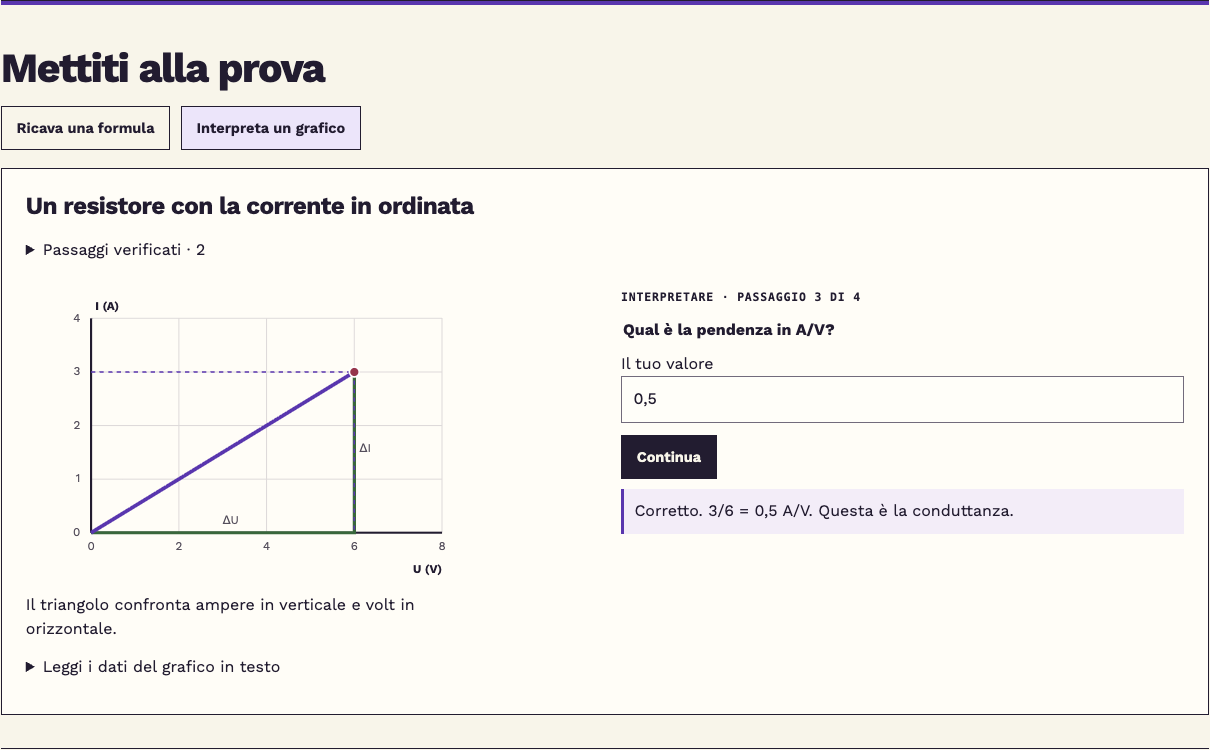 Mettiti alla prova
Ricava una formula
Interpreta un grafico
Un resistore con la corrente in ordinata
▶ Passaggi verificati · 2
I (A)
4
3
2
1
0
ΔI
ΔU
0 2 4 6 8
U (V)
Il triangolo confronta ampere in verticale e volt in
orizzontale.
▶ Leggi i dati del grafico in testo
INTERPRETARE · PASSAGGIO 3 DI 4
Qual è la pendenza in A/V?
Il tuo valore
0,5
Continua
Corretto. 3/6 = 0,5 A/V. Questa è la conduttanza.